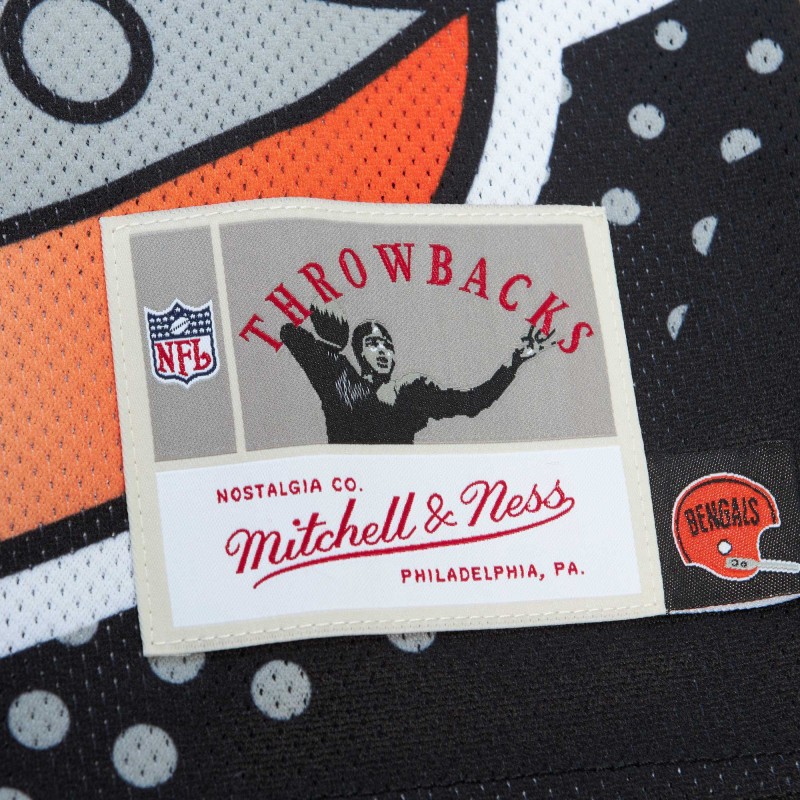 THROWBACKS
NFL
NOSTALGIA CO.
Mitchell & Ness
PHILADELPHIA, PA.
BENGALS